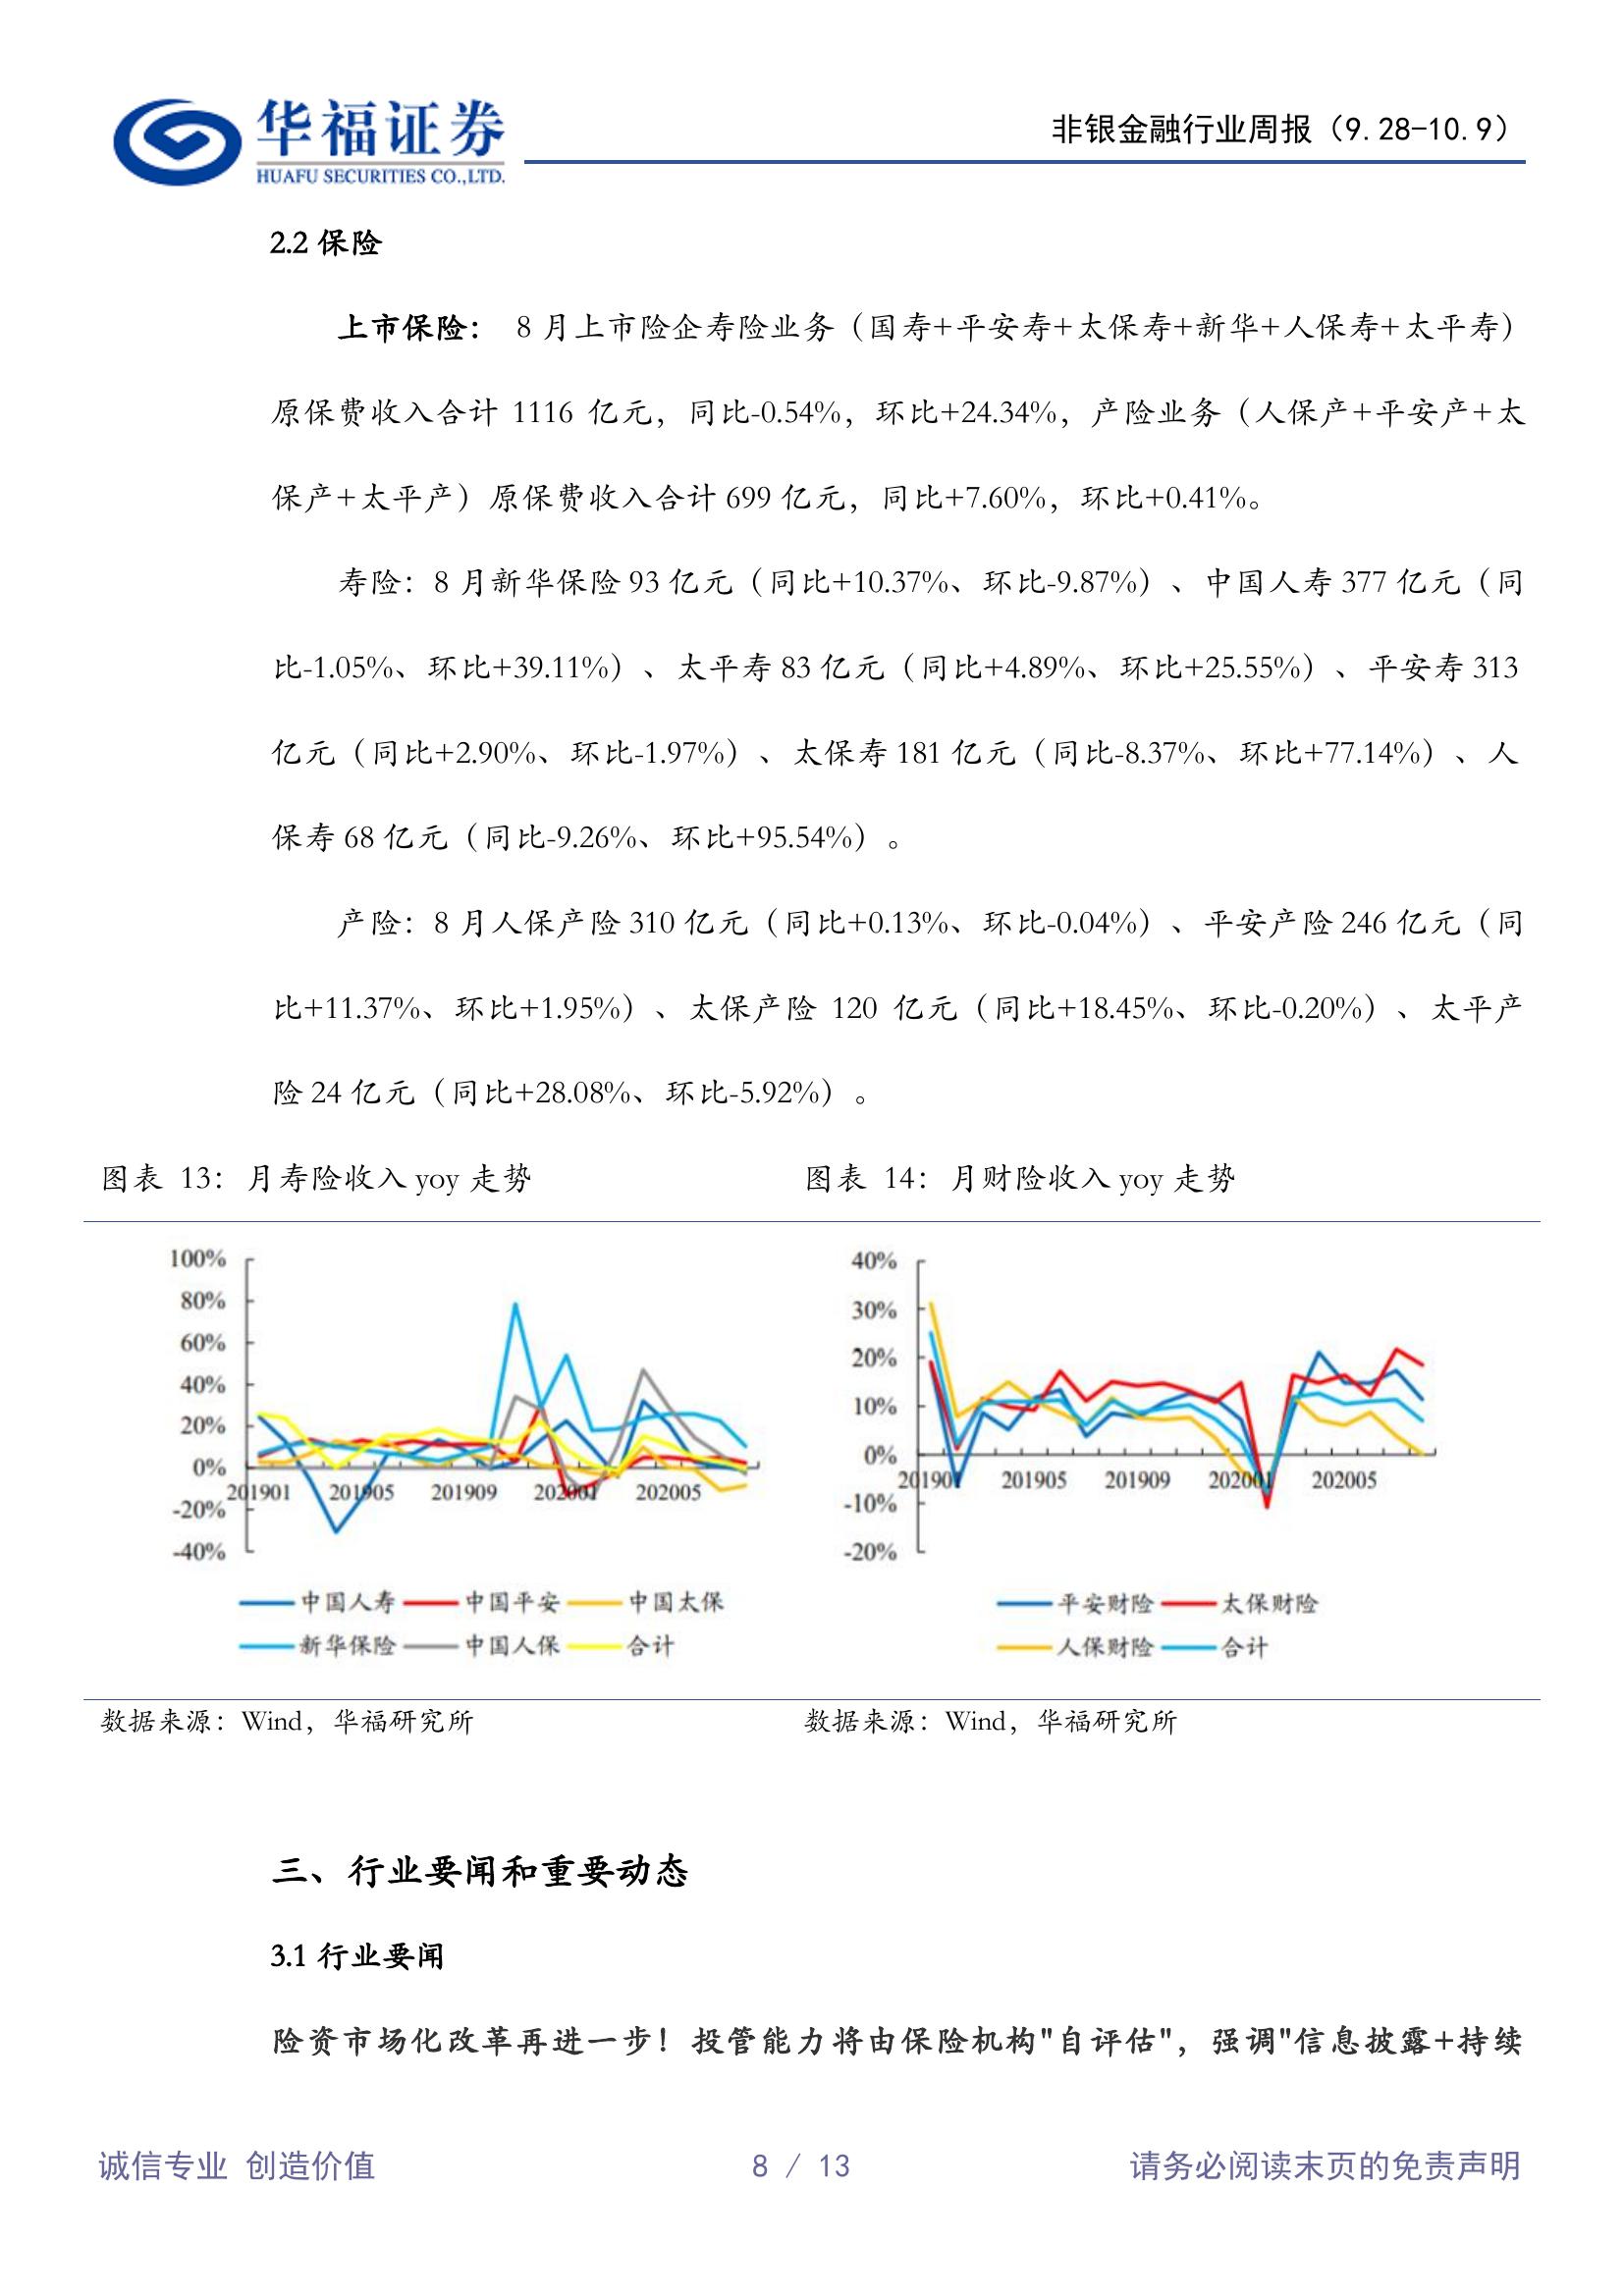 华福证券
HUAFU SECURITIES CO.,LTD.
非银金融行业周报（9.28-10.9）
2.2 保险
上市保险： 8 月上市险企寿险业务（国寿+平安寿+太保寿+新华+人保寿+太平寿）
原保费收入合计 1116 亿元，同比-0.54%，环比+24.34%，产险业务（人保产+平安产+太
保产+太平产）原保费收入合计 699 亿元，同比+7.60%，环比+0.41%。
寿险：8 月新华保险 93 亿元（同比+10.37%、环比-9.87%）、中国人寿 377 亿元（同
比-1.05%、环比+39.11%）、太平寿 83 亿元（同比+4.89%、环比+25.55%）、平安寿 313
亿元（同比+2.90%、环比-1.97%）、太保寿 181 亿元（同比-8.37%、环比+77.14%）、人
保寿 68 亿元（同比-9.26%、环比+95.54%）。
产险：8 月人保产险 310 亿元（同比+0.13%、环比-0.04%）、平安产险 246 亿元（同
比+11.37%、环比+1.95%）、太保产险 120 亿元（同比+18.45%、环比-0.20%）、太平产
险 24 亿元（同比+28.08%、环比-5.92%）。
图表 13：月寿险收入 yoy 走势
100%
80%
60%
40%
20%
0%
-20%
-40%
201901 201905 201909 202001 202005
中国人寿 中国平安 中国太保
新华保险 中国人保 合计
数据来源：Wind，华福研究所
图表 14：月财险收入 yoy 走势
40%
30%
20%
10%
0%
-10%
-20%
201901 201905 201909 202001 202005
平安财险 太保财险
人保财险 合计
数据来源：Wind，华福研究所
三、行业要闻和重要动态
3.1 行业要闻
险资市场化改革再进一步！投管能力将由保险机构"自评估"，强调"信息披露+持续
诚信专业 创造价值
8 / 13
请务必阅读末页的免责声明